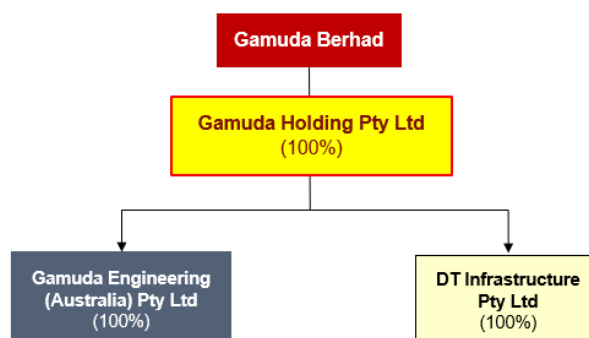 Gamuda Berhad
Gamuda Holding Pty Ltd
(100%)
Gamuda Engineering
(Australia) Pty Ltd
(100%)
DT Infrastructure
Pty Ltd
(100%)